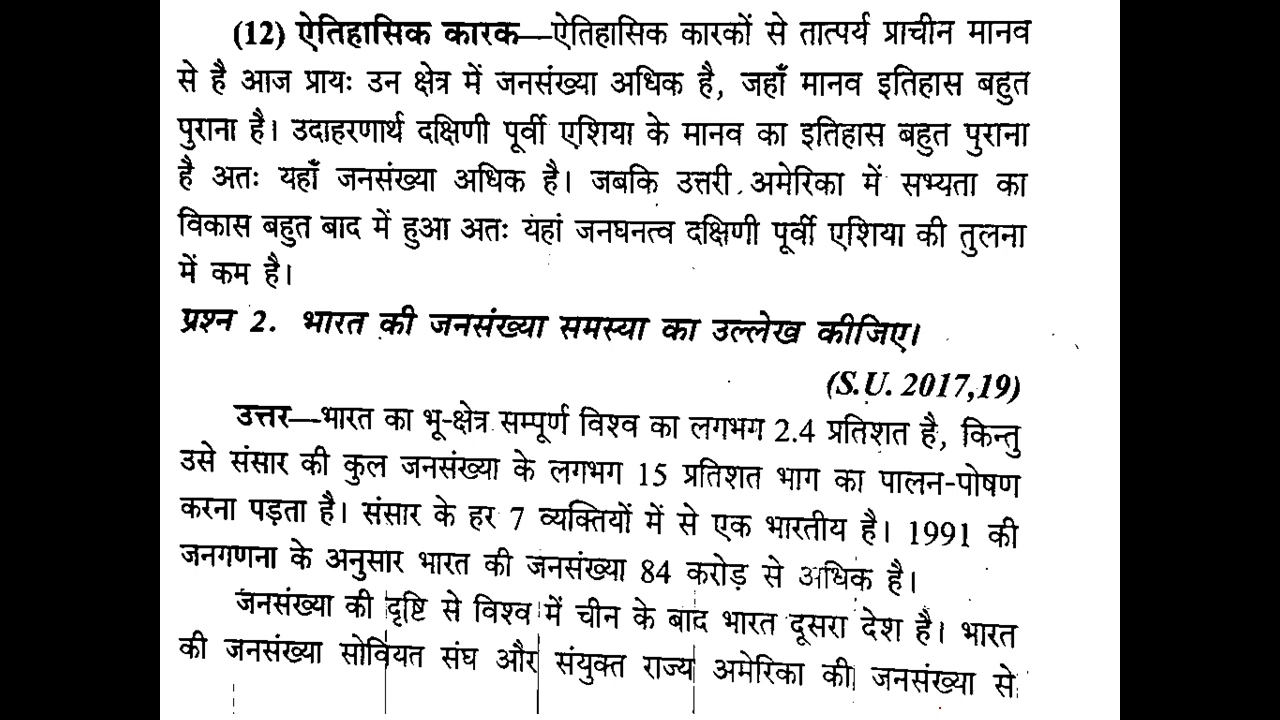 (12) ऐतिहासिक कारक—ऐतिहासिक कारकों से तात्पर्य प्राचीन मानव
से है आज प्रायः उन क्षेत्र में जनसंख्या अधिक है, जहाँ मानव इतिहास बहुत
पुराना है। उदाहरणार्थ दक्षिणी पूर्वी एशिया के मानव का इतिहास बहुत पुराना
है अतः यहाँ जनसंख्या अधिक है। जबकि उत्तरी अमेरिका में सभ्यता का
विकास बहुत बाद में हुआ अतः यहां जनघनत्व दक्षिणी पूर्वी एशिया की तुलना
में कम है।
प्रश्न 2. भारत की जनसंख्या समस्या का उल्लेख कीजिए।
(S.U. 2017,19)
उत्तर—भारत का भू-क्षेत्र सम्पूर्ण विश्व का लगभग 2.4 प्रतिशत है, किन्तु
उसे संसार की कुल जनसंख्या के लगभग 15 प्रतिशत भाग का पालन-पोषण
करना पड़ता है। संसार के हर 7 व्यक्तियों में से एक भारतीय है। 1991 की
जनगणना के अनुसार भारत की जनसंख्या 84 करोड़ से अधिक है।
जनसंख्या की दृष्टि से विश्व में चीन के बाद भारत दूसरा देश है। भारत
की जनसंख्या सोवियत संघ और संयुक्त राज्य अमेरिका की जनसंख्या से